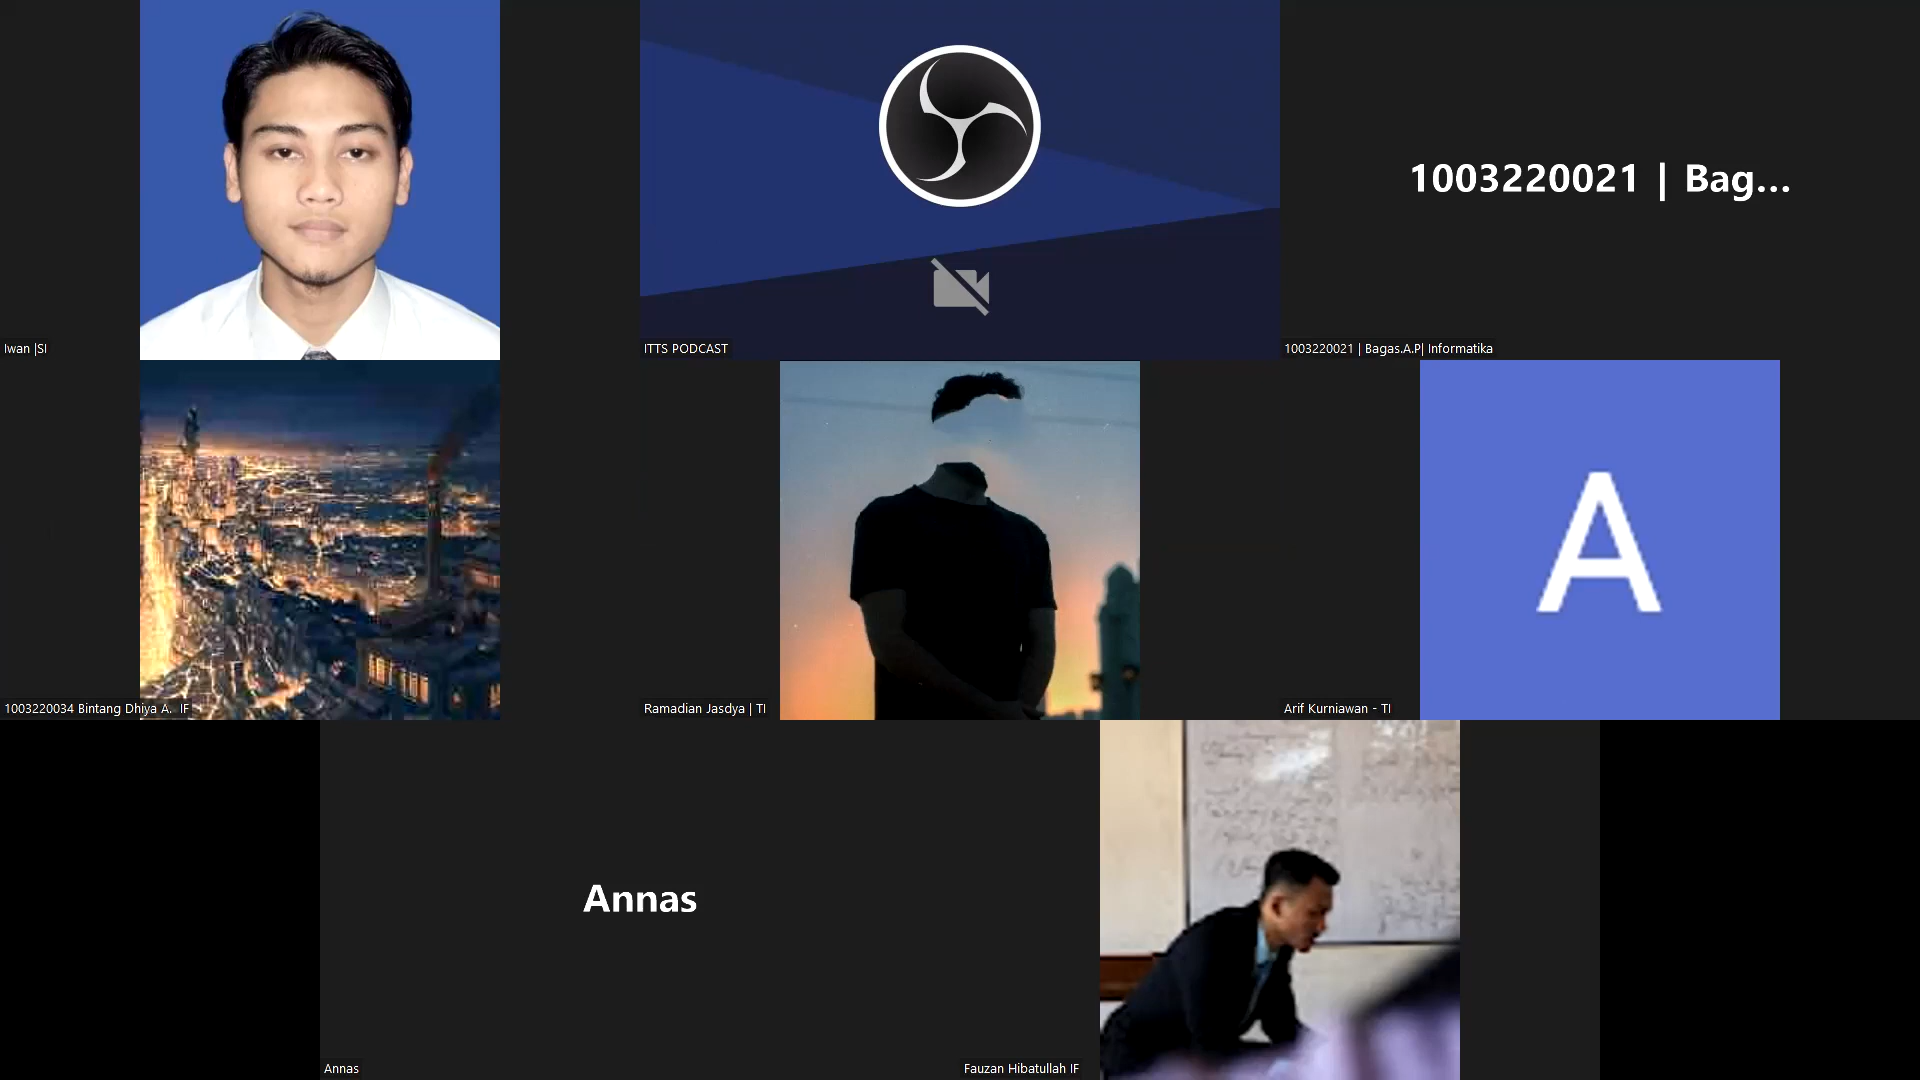 1003220021 | Bag...
Iwan |SI
ITTS PODCAST
1003220021 | Bagas.A.P| Informatika
A
1003220034 Bintang Dhiya A.  IF
Ramadian Jasdya | TI
Arif Kurniawan - TI
Annas
Annas
Fauzan Hibatullah IF